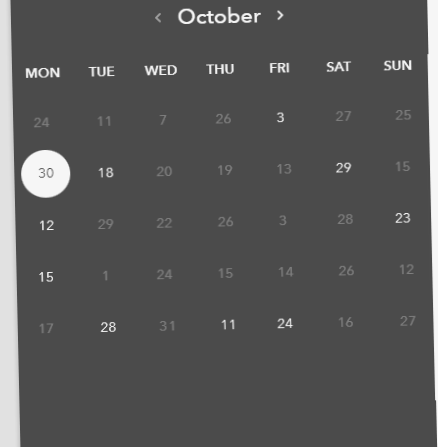 ‹ October ›
MON TUE WED THU FRI SAT SUN
24 11 7 26 3 27 25
30 18 20 19 13 29 15
12 29 22 26 3 28 23
15 1 24 15 14 26 12
17 28 31 11 24 16 27